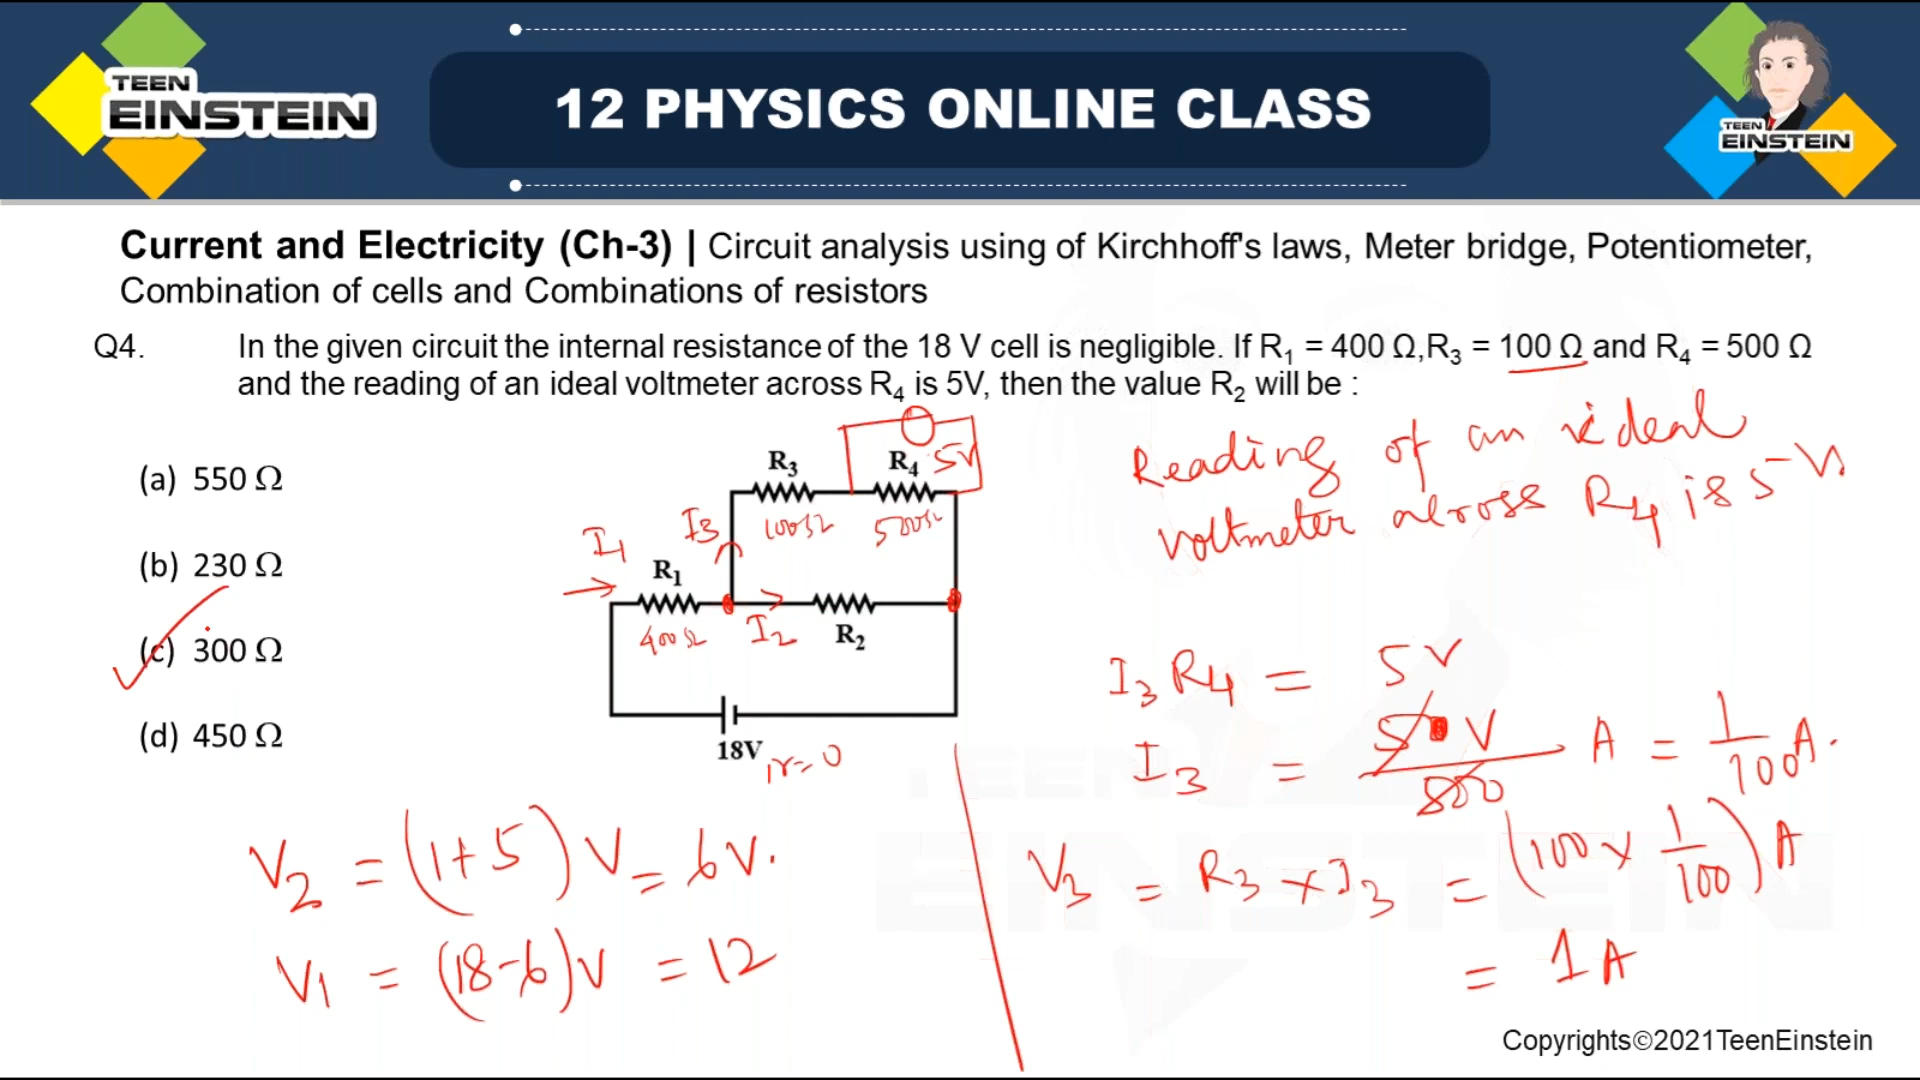 TEEN
EINSTEIN
12 PHYSICS ONLINE CLASS
TEEN
EINSTEIN
Current and Electricity (Ch-3) | Circuit analysis using of Kirchhoff's laws, Meter bridge, Potentiometer,
Combination of cells and Combinations of resistors
Q4. In the given circuit the internal resistance of the 18 V cell is negligible. If R₁ = 400 Ω,R₃ = 100 Ω and R₄ = 500 Ω
and the reading of an ideal voltmeter across R₄ is 5V, then the value R₂ will be :
(a) 550 Ω
(b) 230 Ω
(c) 300 Ω
(d) 450 Ω
R₃ R₄ 5V
I₃ 100Ω 500Ω
I₁
R₁
400Ω I₂ R₂
18V r=0
Reading of an ideal
voltmeter across R₄ is 5V
I₃ R₄ = 5V
I₃ = 5 V / 500 A = 1/100 A.
V₃ = R₃ × I₃ = (100 × 1/100) A
= 1 A
V₂ = (1+5) V = 6V.
V₁ = (18-6) V = 12
Copyrights©2021TeenEinstein